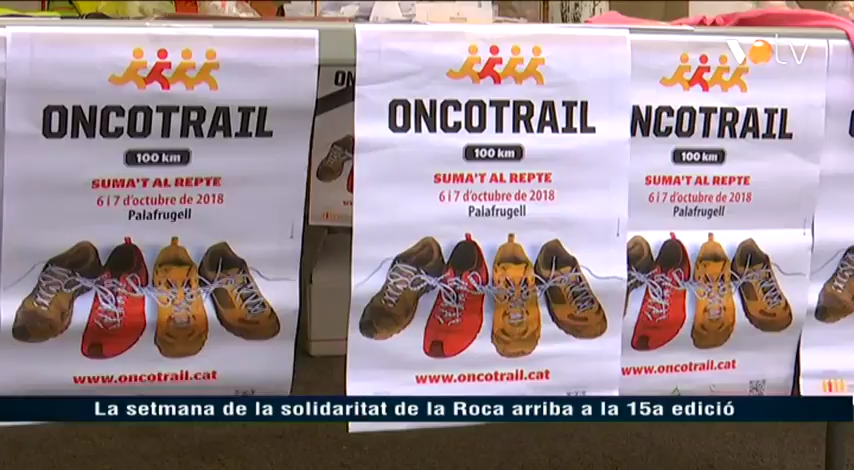 VOtv
ONCOTRAIL
100 km
SUMA'T AL REPTE
6 i 7 d'octubre de 2018
Palafrugell
www.oncotrail.cat
ON
ONCOTRAIL
100 km
SUMA'T AL REPTE
6 i 7 d'octubre de 2018
Palafrugell
www.oncotrail.cat
NCOTRAIL
100 km
SUMA'T AL REPTE
6 i 7 d'octubre de 2018
Palafrugell
www.oncotrail.cat
La setmana de la solidaritat de la Roca arriba a la 15a edició